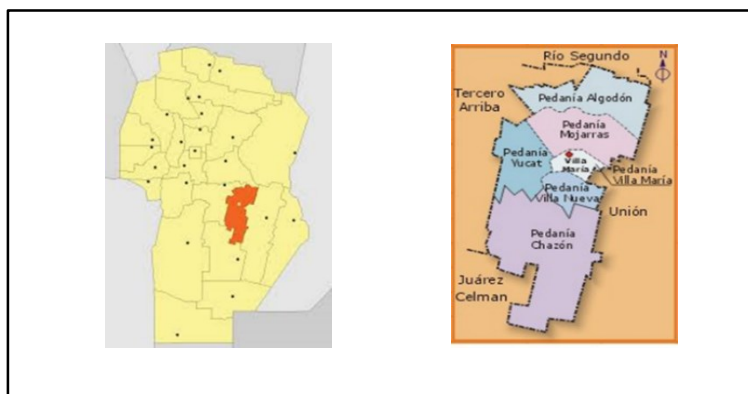 Río Segundo
N
Tercero
Arriba
Pedanía Algodón
Pedanía
Mojarras
Pedanía
Yucat
Villa
María
Pedanía
Villa María
Pedanía
Villa Nueva
Unión
Pedanía
Chazón
Juárez
Celman